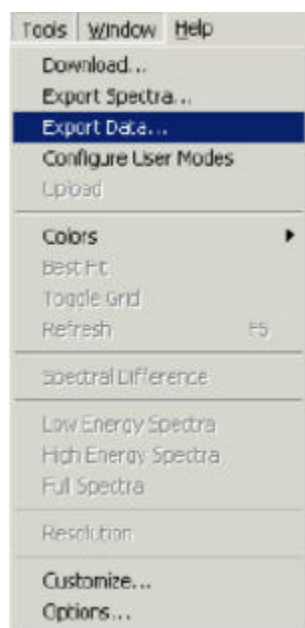 Tools Window Help
Download...
Export Spectra...
Export Data...
Configure User Modes
Upload
Colors
Best Fit
Toggle Grid
Refresh F5
Spectral Difference
Low Energy Spectra
High Energy Spectra
Full Spectra
Resolution
Customize...
Options...